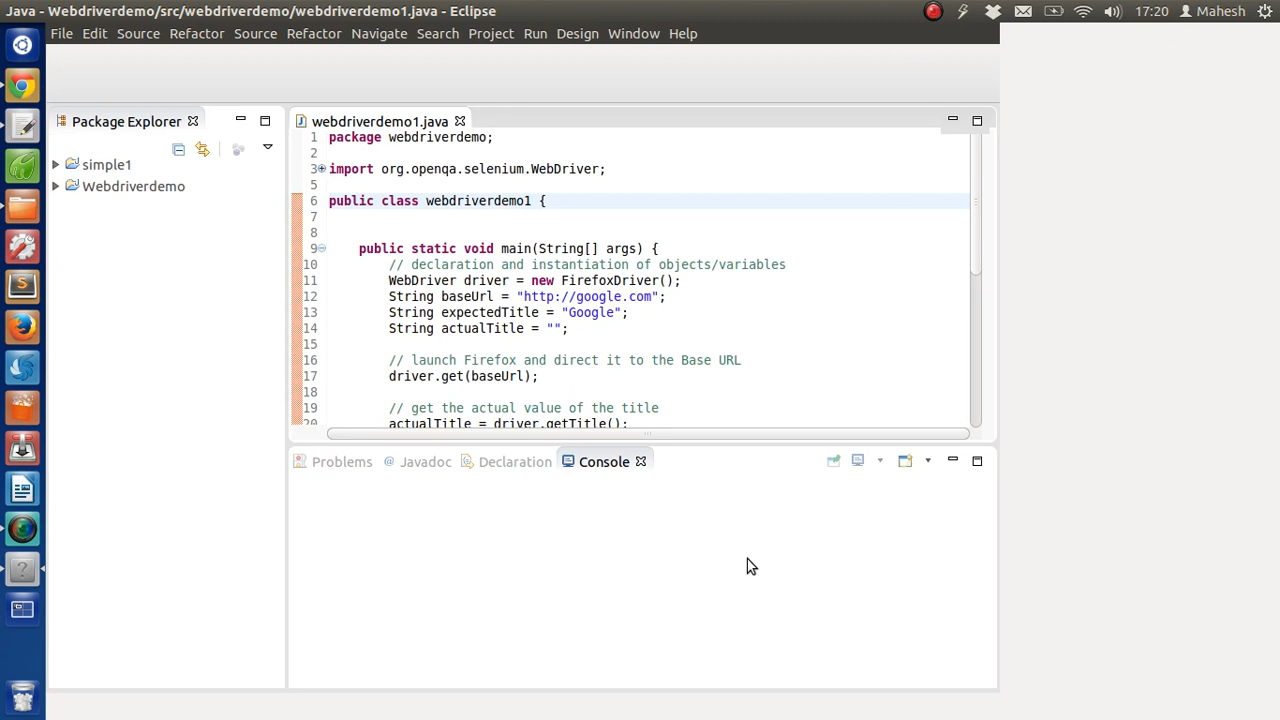 Java - Webdriverdemo/src/webdriverdemo/webdriverdemo1.java - Eclipse
17:20 Mahesh
File Edit Source Refactor Source Refactor Navigate Search Project Run Design Window Help
Package Explorer
simple1
Webdriverdemo
webdriverdemo1.java
1 package webdriverdemo;
2
3 import org.openqa.selenium.WebDriver;
5
6 public class webdriverdemo1 {
7
8
9 public static void main(String[] args) {
10 // declaration and instantiation of objects/variables
11 WebDriver driver = new FirefoxDriver();
12 String baseUrl = "http://google.com";
13 String expectedTitle = "Google";
14 String actualTitle = "";
15
16 // launch Firefox and direct it to the Base URL
17 driver.get(baseUrl);
18
19 // get the actual value of the title
20 actualTitle = driver.getTitle();
Problems @ Javadoc Declaration Console